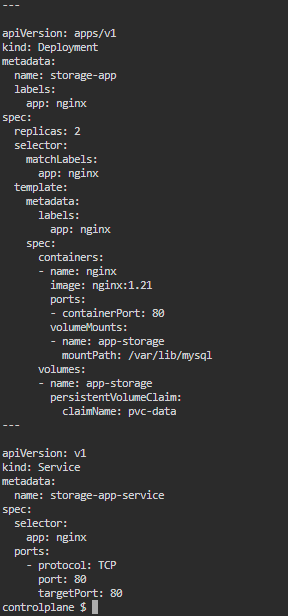 ---
apiVersion: apps/v1
kind: Deployment
metadata:
  name: storage-app
  labels:
    app: nginx
spec:
  replicas: 2
  selector:
    matchLabels:
      app: nginx
  template:
    metadata:
      labels:
        app: nginx
    spec:
      containers:
      - name: nginx
        image: nginx:1.21
        ports:
        - containerPort: 80
        volumeMounts:
        - name: app-storage
          mountPath: /var/lib/mysql
      volumes:
      - name: app-storage
        persistentVolumeClaim:
          claimName: pvc-data
---
apiVersion: v1
kind: Service
metadata:
  name: storage-app-service
spec:
  selector:
    app: nginx
  ports:
    - protocol: TCP
      port: 80
      targetPort: 80
controlplane $